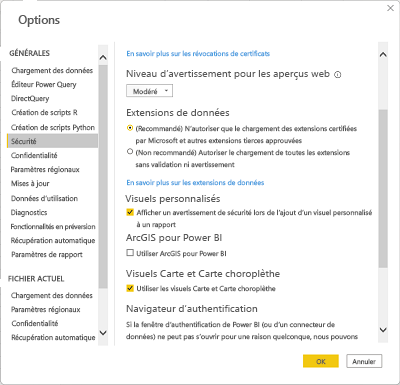 Options
GÉNÉRALES
Chargement des données
Éditeur Power Query
DirectQuery
Création de scripts R
Création de scripts Python
Sécurité
Confidentialité
Paramètres régionaux
Mises à jour
Données d'utilisation
Diagnostics
Fonctionnalités en préversion
Récupération automatique
Paramètres de rapport
FICHIER ACTUEL
Chargement des données
Paramètres régionaux
Confidentialité
Récupération automatique
En savoir plus sur les révocations de certificats
Niveau d'avertissement pour les aperçus web
Modéré
Extensions de données
(Recommandé) N'autoriser que le chargement des extensions certifiées
par Microsoft et autres extensions tierces approuvées
(Non recommandé) Autoriser le chargement de toutes les extensions
sans validation ni avertissement
En savoir plus sur les extensions de données
Visuels personnalisés
Afficher un avertissement de sécurité lors de l'ajout d'un visuel personnalisé
à un rapport
ArcGIS pour Power BI
Utiliser ArcGIS pour Power BI
Visuels Carte et Carte choroplèthe
Utiliser les visuels Carte et Carte choroplèthe
Navigateur d'authentification
Si la fenêtre d'authentification de Power BI (ou d'un connecteur de
données) ne peut pas s'ouvrir pour une raison quelconque, nous pouvons
OK
Annuler